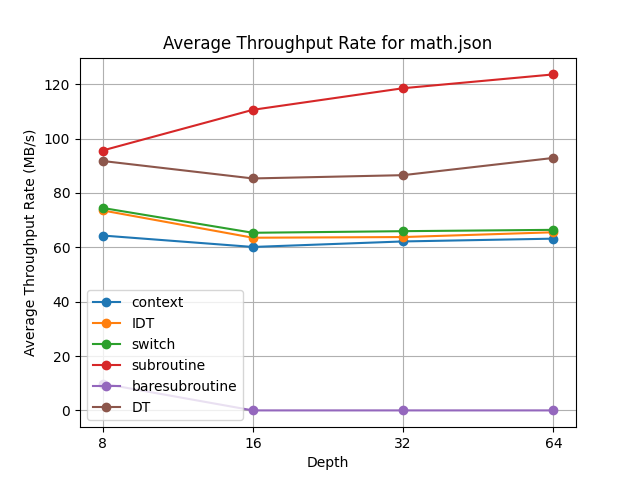 Average Throughput Rate for math.json
Average Throughput Rate (MB/s)
120
100
80
60
40
20
0
context
IDT
switch
subroutine
baresubroutine
DT
8
16
32
64
Depth